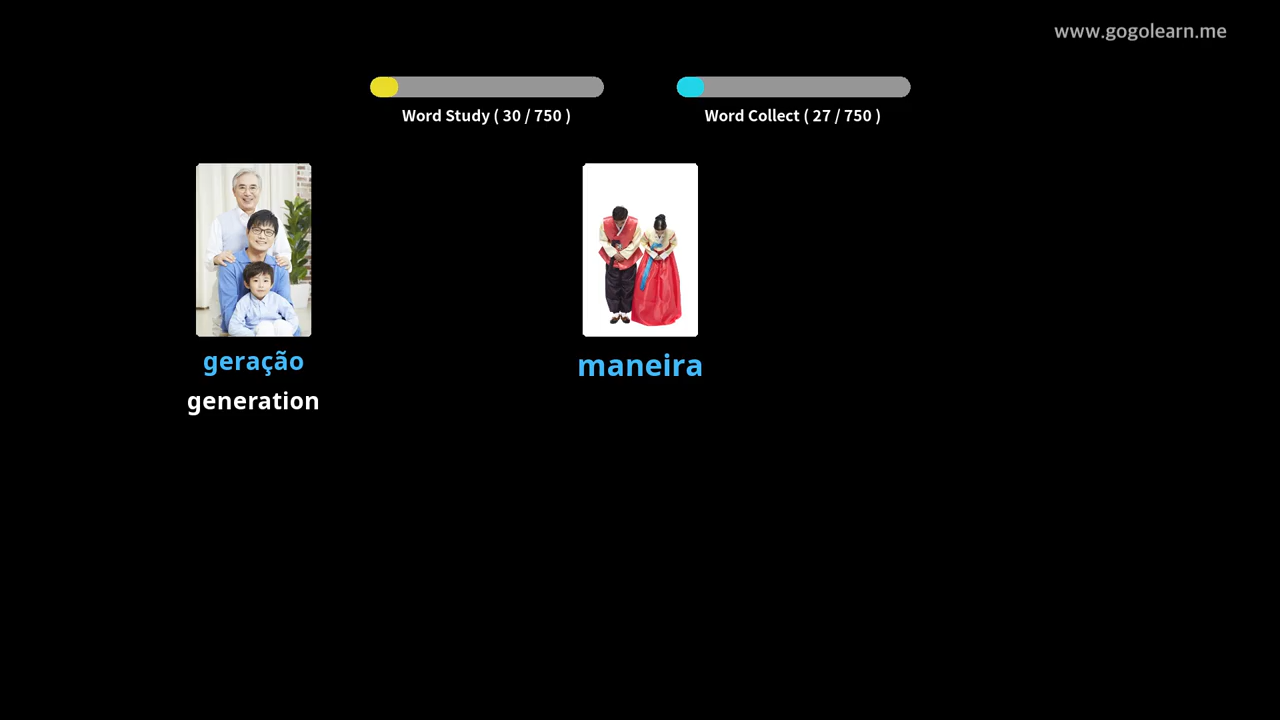 www.gogolearn.me
Word Study ( 30 / 750 )
Word Collect ( 27 / 750 )
geração
generation
maneira